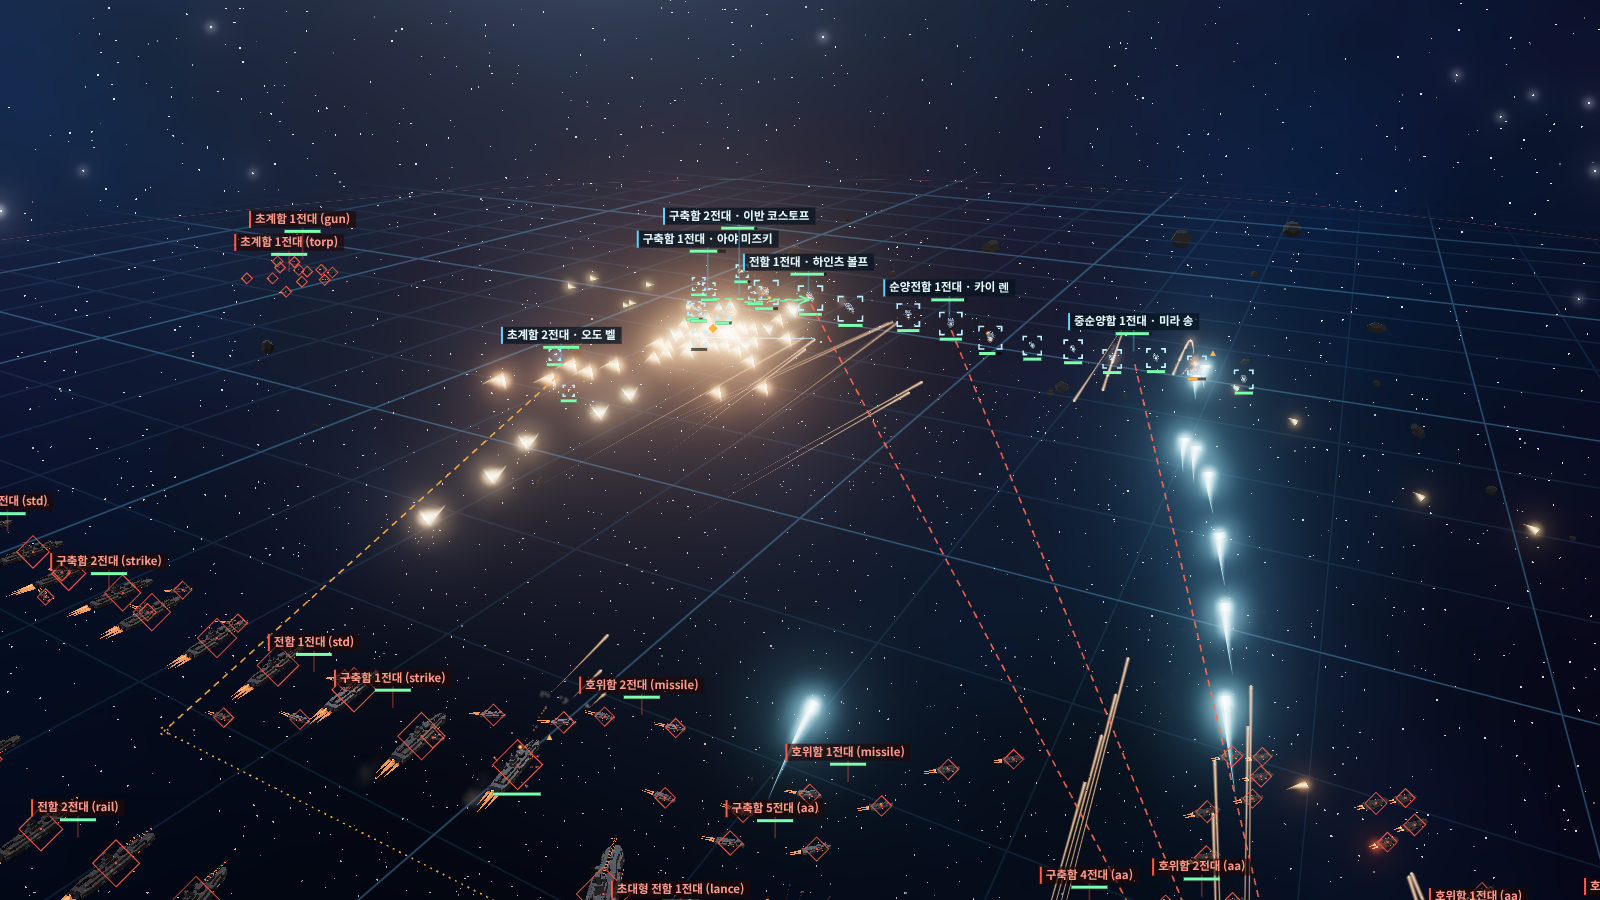 구축함 2전대 · 이반 코스토프
초계함 1전대 (gun)
구축함 1전대 · 아야 미즈키
초계함 1전대 (torp)
전함 1전대 · 하인츠 볼프
순양전함 1전대 · 카이 렌
중순양함 1전대 · 미라 송
초계함 2전대 · 오도 벨
전대 (std)
구축함 2전대 (strike)
전함 1전대 (std)
구축함 1전대 (strike)
호위함 2전대 (missile)
호위함 1전대 (missile)
전함 2전대 (rail)
구축함 5전대 (aa)
호위함 2전대 (aa)
구축함 4전대 (aa)
초대형 전함 1전대 (lance)
호위함 1전대 (aa)